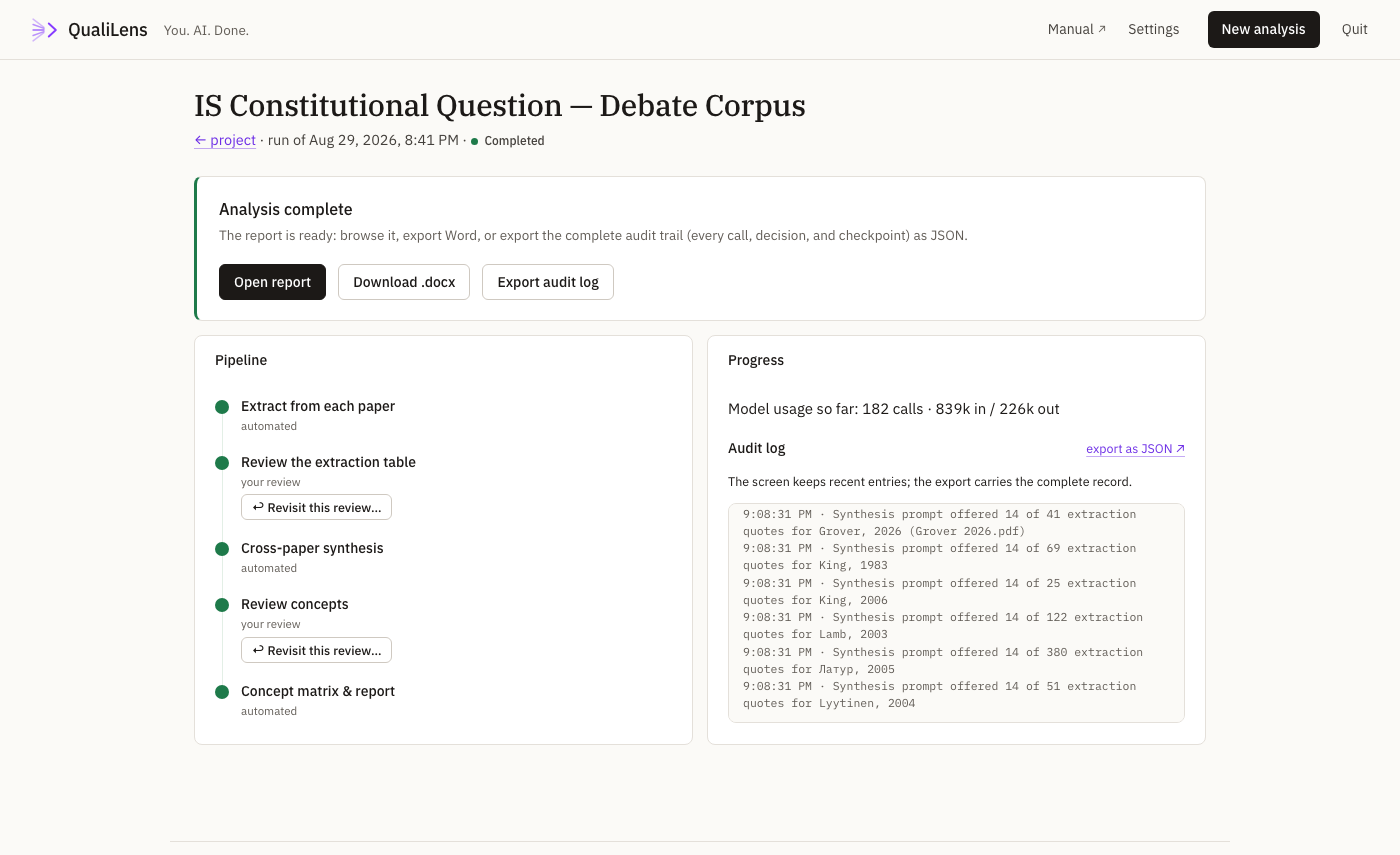 QualiLens You. AI. Done. Manual ↗ Settings New analysis Quit
IS Constitutional Question — Debate Corpus
← project · run of Aug 29, 2026, 8:41 PM · Completed
Analysis complete
The report is ready: browse it, export Word, or export the complete audit trail (every call, decision, and checkpoint) as JSON.
Open report Download .docx Export audit log
Pipeline
Extract from each paper
automated
Review the extraction table
your review
↩ Revisit this review…
Cross-paper synthesis
automated
Review concepts
your review
↩ Revisit this review…
Concept matrix & report
automated
Progress
Model usage so far: 182 calls · 839k in / 226k out
Audit log export as JSON ↗
The screen keeps recent entries; the export carries the complete record.
9:08:31 PM · Synthesis prompt offered 14 of 41 extraction
quotes for Grover, 2026 (Grover 2026.pdf)
9:08:31 PM · Synthesis prompt offered 14 of 69 extraction
quotes for King, 1983
9:08:31 PM · Synthesis prompt offered 14 of 25 extraction
quotes for King, 2006
9:08:31 PM · Synthesis prompt offered 14 of 122 extraction
quotes for Lamb, 2003
9:08:31 PM · Synthesis prompt offered 14 of 380 extraction
quotes for Латур, 2005
9:08:31 PM · Synthesis prompt offered 14 of 51 extraction
quotes for Lyytinen, 2004